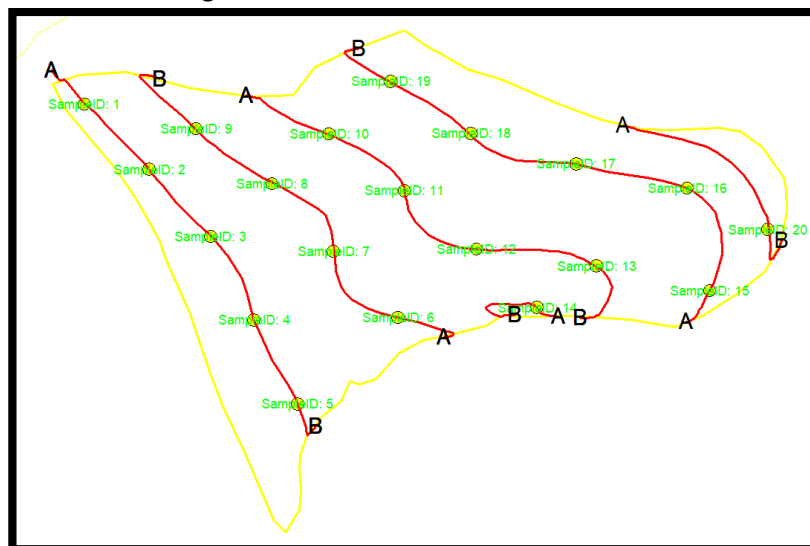 B
SampleID: 19
A
B
SampleID: 1
A
SampleID: 9
SampleID: 10
SampleID: 18
A
SampleID: 2
SampleID: 8
SampleID: 11
SampleID: 17
SampleID: 16
SampleID: 3
SampleID: 7
SampleID: 12
SampleID: 13
SampleID: 20
B
SampleID: 4
SampleID: 6
A
SampleID: 14
B
A
B
SampleID: 15
A
SampleID: 5
B